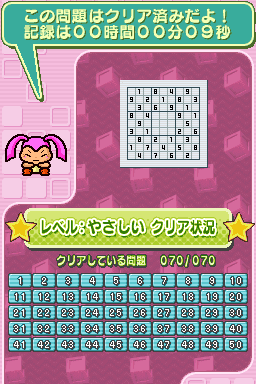 この問題はクリア済みだよ！
記録は００時間００分０９秒
レベル：やさしい クリア状況
クリアしている問題 070/070
1 2 3 4 5 6 7 8 9 10
11 12 13 14 15 16 17 18 19 20
21 22 23 24 25 26 27 28 29 30
31 32 33 34 35 36 37 38 39 40
41 42 43 44 45 46 47 48 49 50